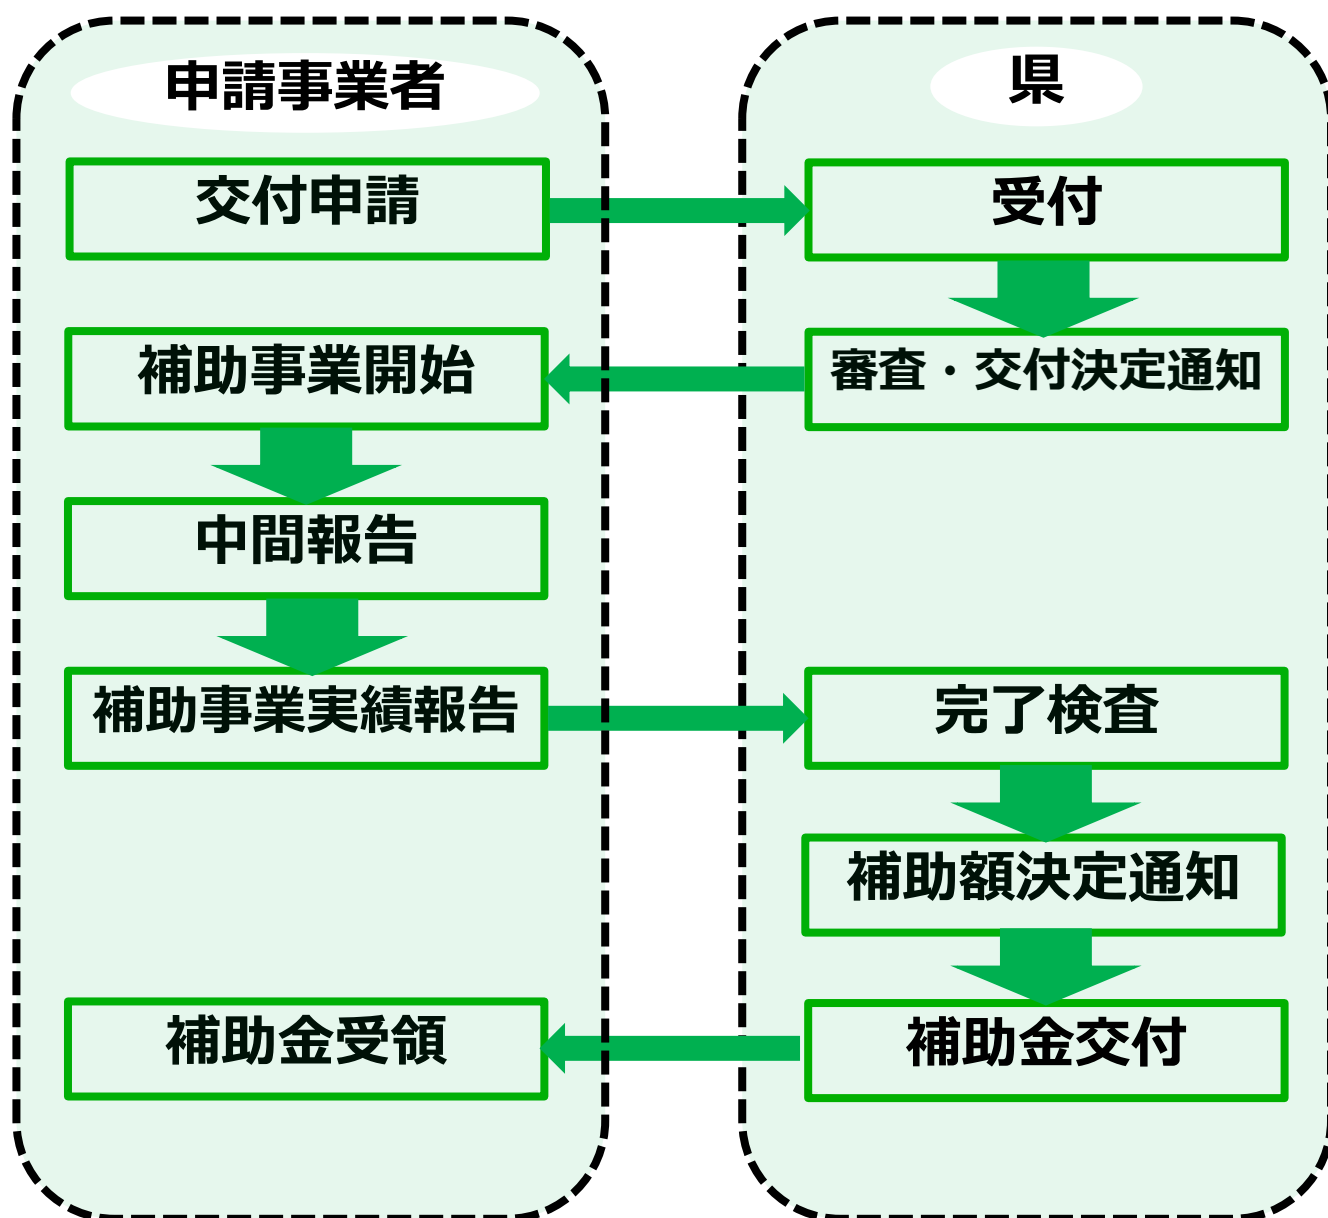 申請事業者
県
交付申請
受付
補助事業開始
審査・交付決定通知
中間報告
補助事業実績報告
完了検査
補助額決定通知
補助金受領
補助金交付